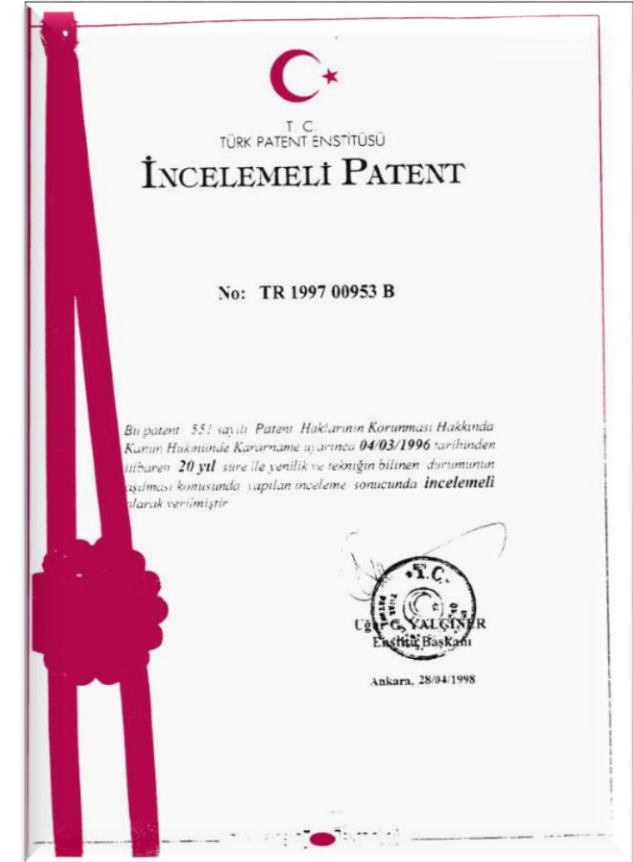 T. C.
TÜRK PATENT ENSTİTÜSÜ
İNCELEMELİ PATENT
No: TR 1997 00953 B
Bu patent 551 sayılı Patent Haklarının Korunması Hakkında
Kanun Hükmünde Kararname uyarınca 04/03/1996 tarihinden
itibaren 20 yıl süre ile yenilik ve tekniğin bilinen durumunun
aşılması konusunda yapılan inceleme sonucunda incelemeli
olarak verilmiştir
T.C.
Uğur G. YALÇINER
Enstitü Başkanı
Ankara, 28/04/1998